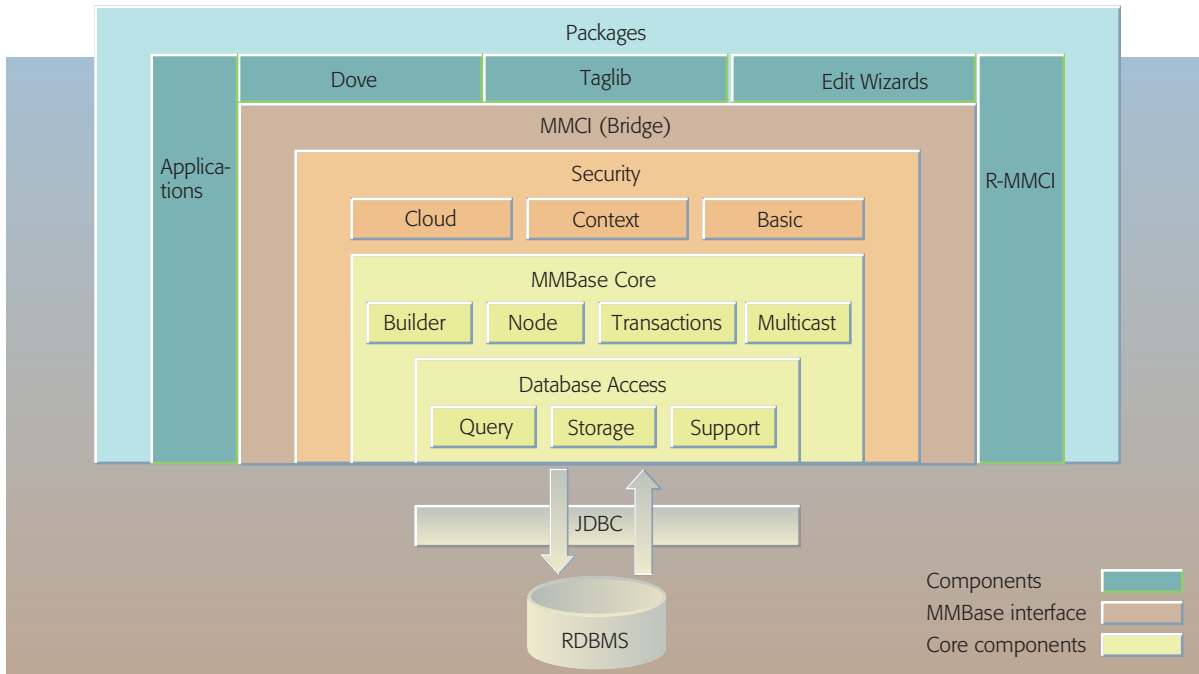 Packages
Dove
Taglib
Edit Wizards
MMCI (Bridge)
Applica-
tions
R-MMCI
Security
Cloud
Context
Basic
MMBase Core
Builder
Node
Transactions
Multicast
Database Access
Query
Storage
Support
JDBC
RDBMS
Components
MMBase interface
Core components